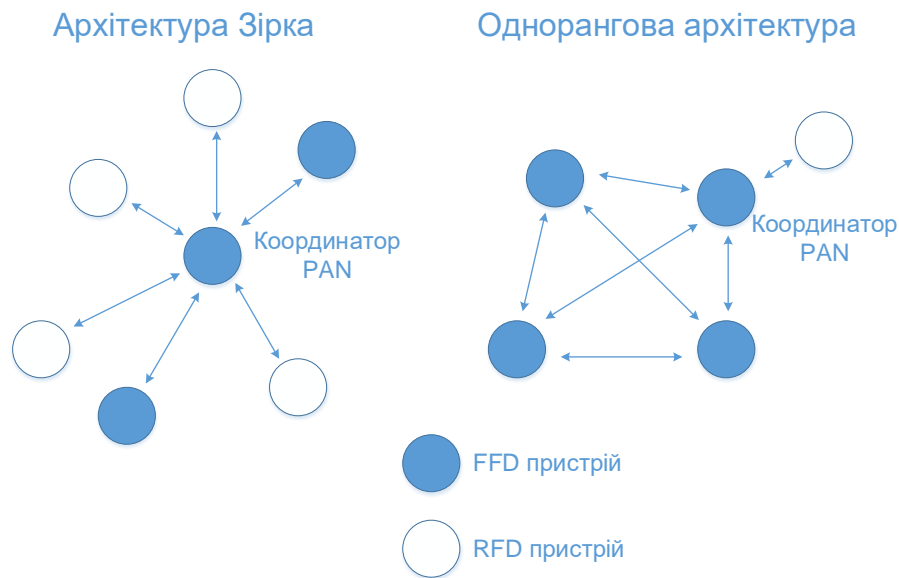 Архітектура Зірка
Однорангова архітектура
Координатор
PAN
Координатор
PAN
FFD пристрій
RFD пристрій